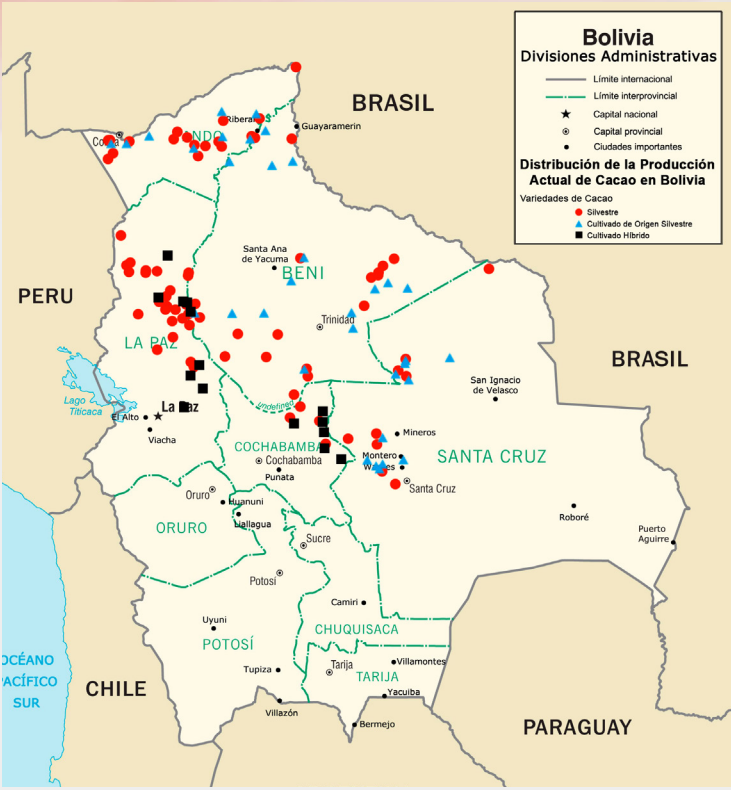 Bolivia
Divisiones Administrativas
Límite internacional
Límite interprovincial
Capital nacional
Capital provincial
Ciudades importantes
Distribución de la Producción
Actual de Cacao en Bolivia
Variedades de Cacao
Silvestre
Cultivado de Origen Silvestre
Cultivado Híbrido
BRASIL
Riberal
Guayaramerin
NDO
Santa Ana
de Yacuma
BENI
PERU
Trinidad
LA PAZ
BRASIL
San Ignacio
de Velasco
Lago
Titicaca
undefined
La Paz
El Alto
Viacha
Mineros
COCHABAMBA
Cochabamba
Montero
SANTA CRUZ
Punata
Santa Cruz
Oruro
Huanuni
Llallagua
Roboré
ORURO
Sucre
Puerto
Aguirre
Potosí
Camiri
Uyuni
CHUQUISACA
POTOSÍ
OCÉANO
PACÍFICO
SUR
Villamontes
Tupiza
Tarija
TARIJA
CHILE
Yacuiba
Villazón
Bermejo
PARAGUAY